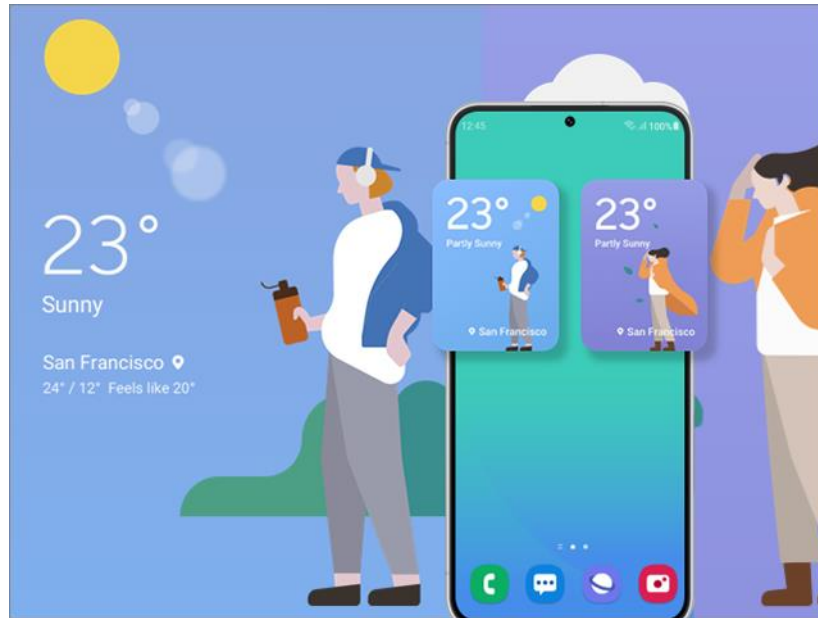 23°
Sunny
San Francisco
24° / 12° Feels like 20°
12:45
100%
23°
Partly Sunny
San Francisco
23°
Partly Sunny
San Francisco